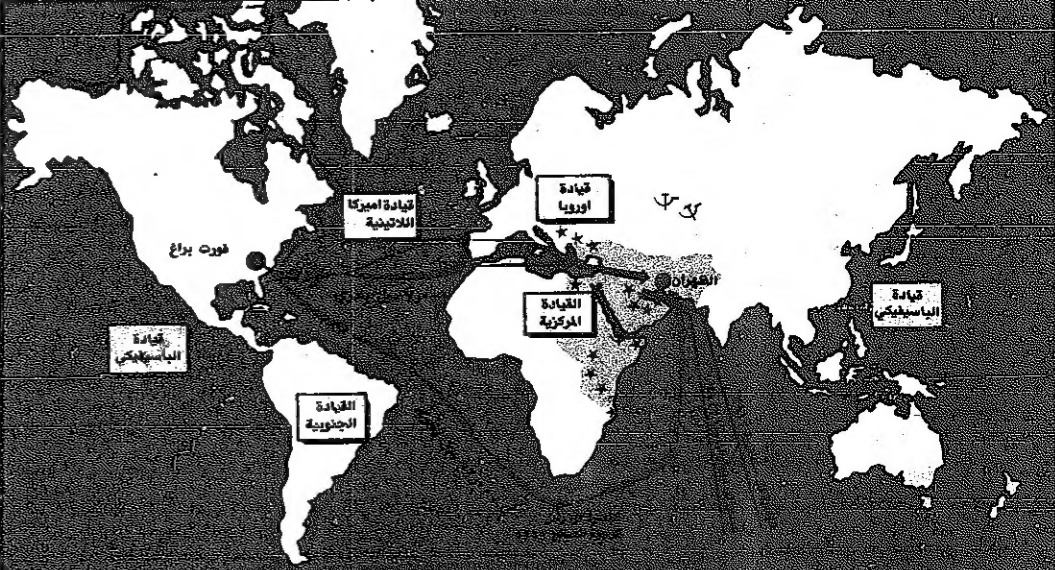 قيادة
اوروبا
قيادة اميركا
اللاتينية
فورت براغ
الظهران
القيادة
المركزية
قيادة
الباسيفيكي
قيادة
الباسيفيكي
القيادة
الجنوبية